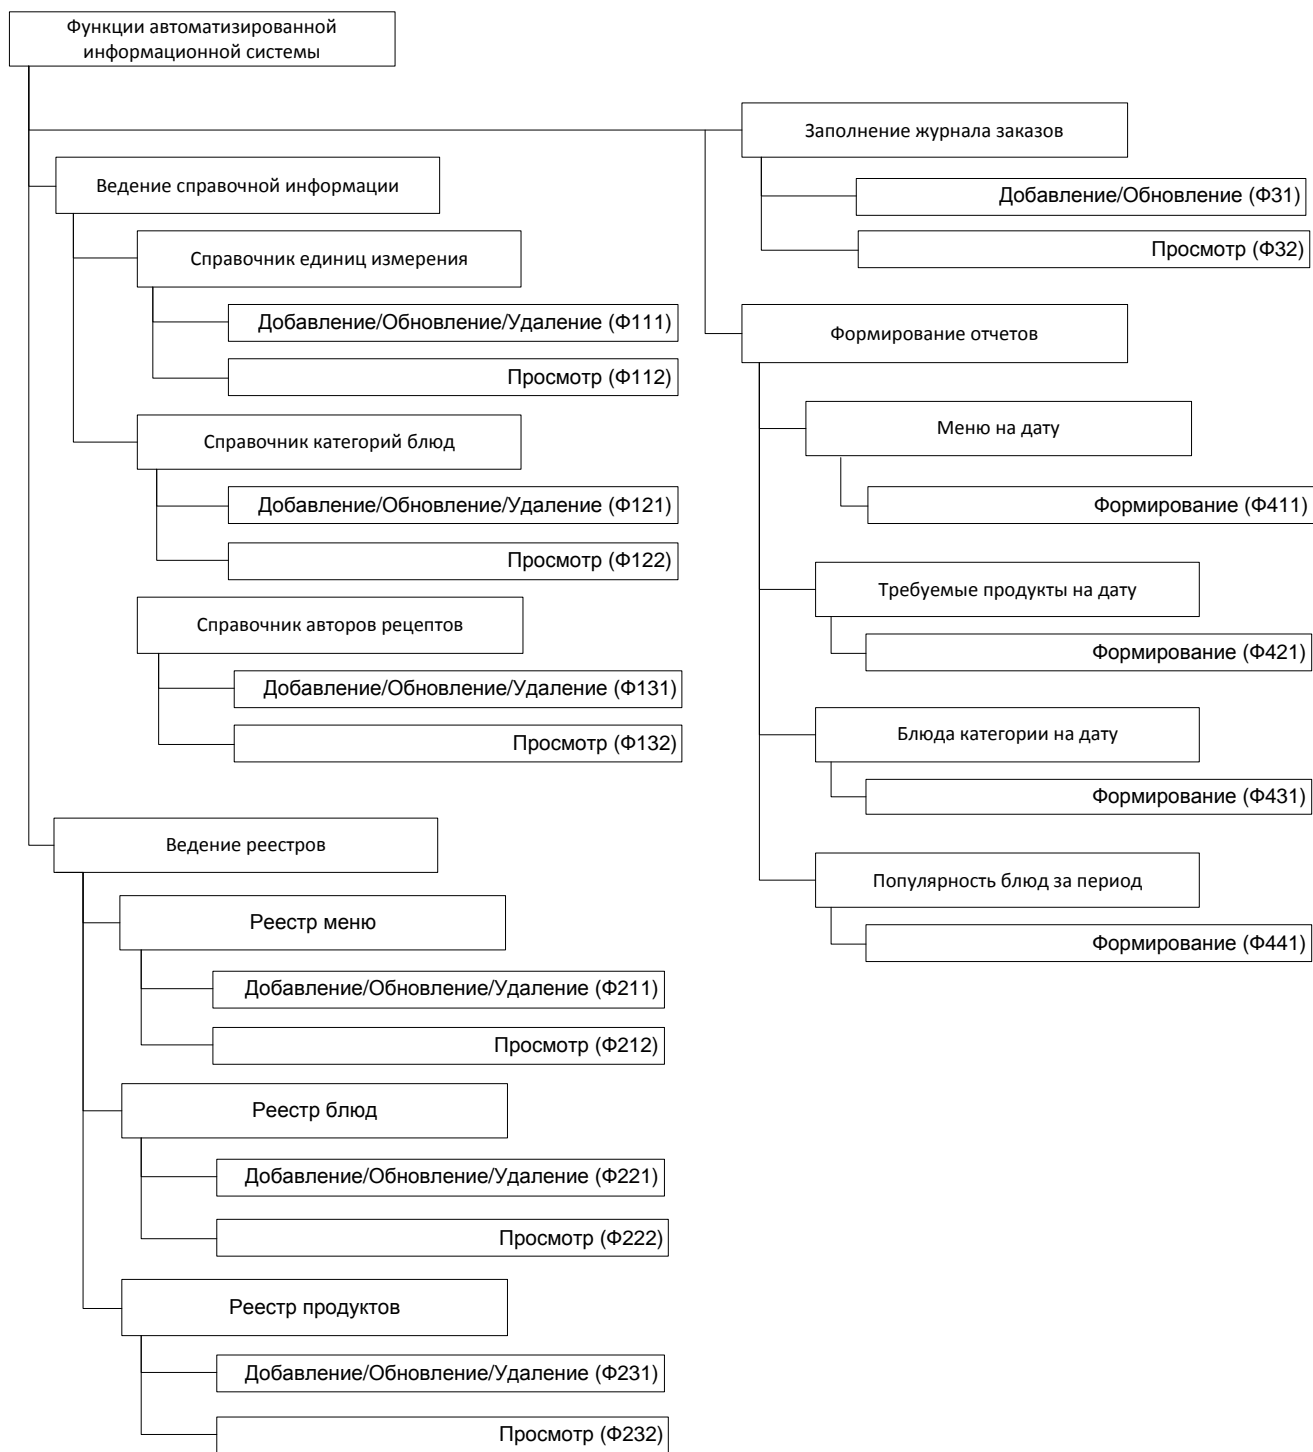 Функции автоматизированной
информационной системы
Ведение справочной информации
Справочник единиц измерения
Добавление/Обновление/Удаление (Ф111)
Просмотр (Ф112)
Справочник категорий блюд
Добавление/Обновление/Удаление (Ф121)
Просмотр (Ф122)
Справочник авторов рецептов
Добавление/Обновление/Удаление (Ф131)
Просмотр (Ф132)
Ведение реестров
Реестр меню
Добавление/Обновление/Удаление (Ф211)
Просмотр (Ф212)
Реестр блюд
Добавление/Обновление/Удаление (Ф221)
Просмотр (Ф222)
Реестр продуктов
Добавление/Обновление/Удаление (Ф231)
Просмотр (Ф232)
Заполнение журнала заказов
Добавление/Обновление (Ф31)
Просмотр (Ф32)
Формирование отчетов
Меню на дату
Формирование (Ф411)
Требуемые продукты на дату
Формирование (Ф421)
Блюда категории на дату
Формирование (Ф431)
Популярность блюд за период
Формирование (Ф441)